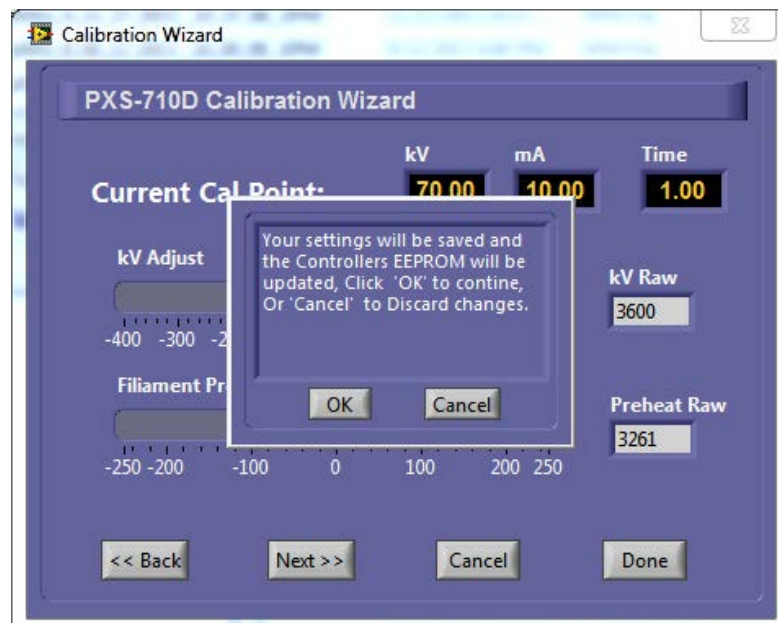 Calibration Wizard
PXS-710D Calibration Wizard
kV mA Time
Current Cal Point: 70.00 10.00 1.00
Your settings will be saved and
the Controllers EEPROM will be
updated, Click 'OK' to contine,
Or 'Cancel' to Discard changes.
OK Cancel
kV Adjust
-400 -300
kV Raw
3600
Filiament
-250 -200 -100 0 100 200 250
Preheat Raw
3261
<< Back Next >> Cancel Done